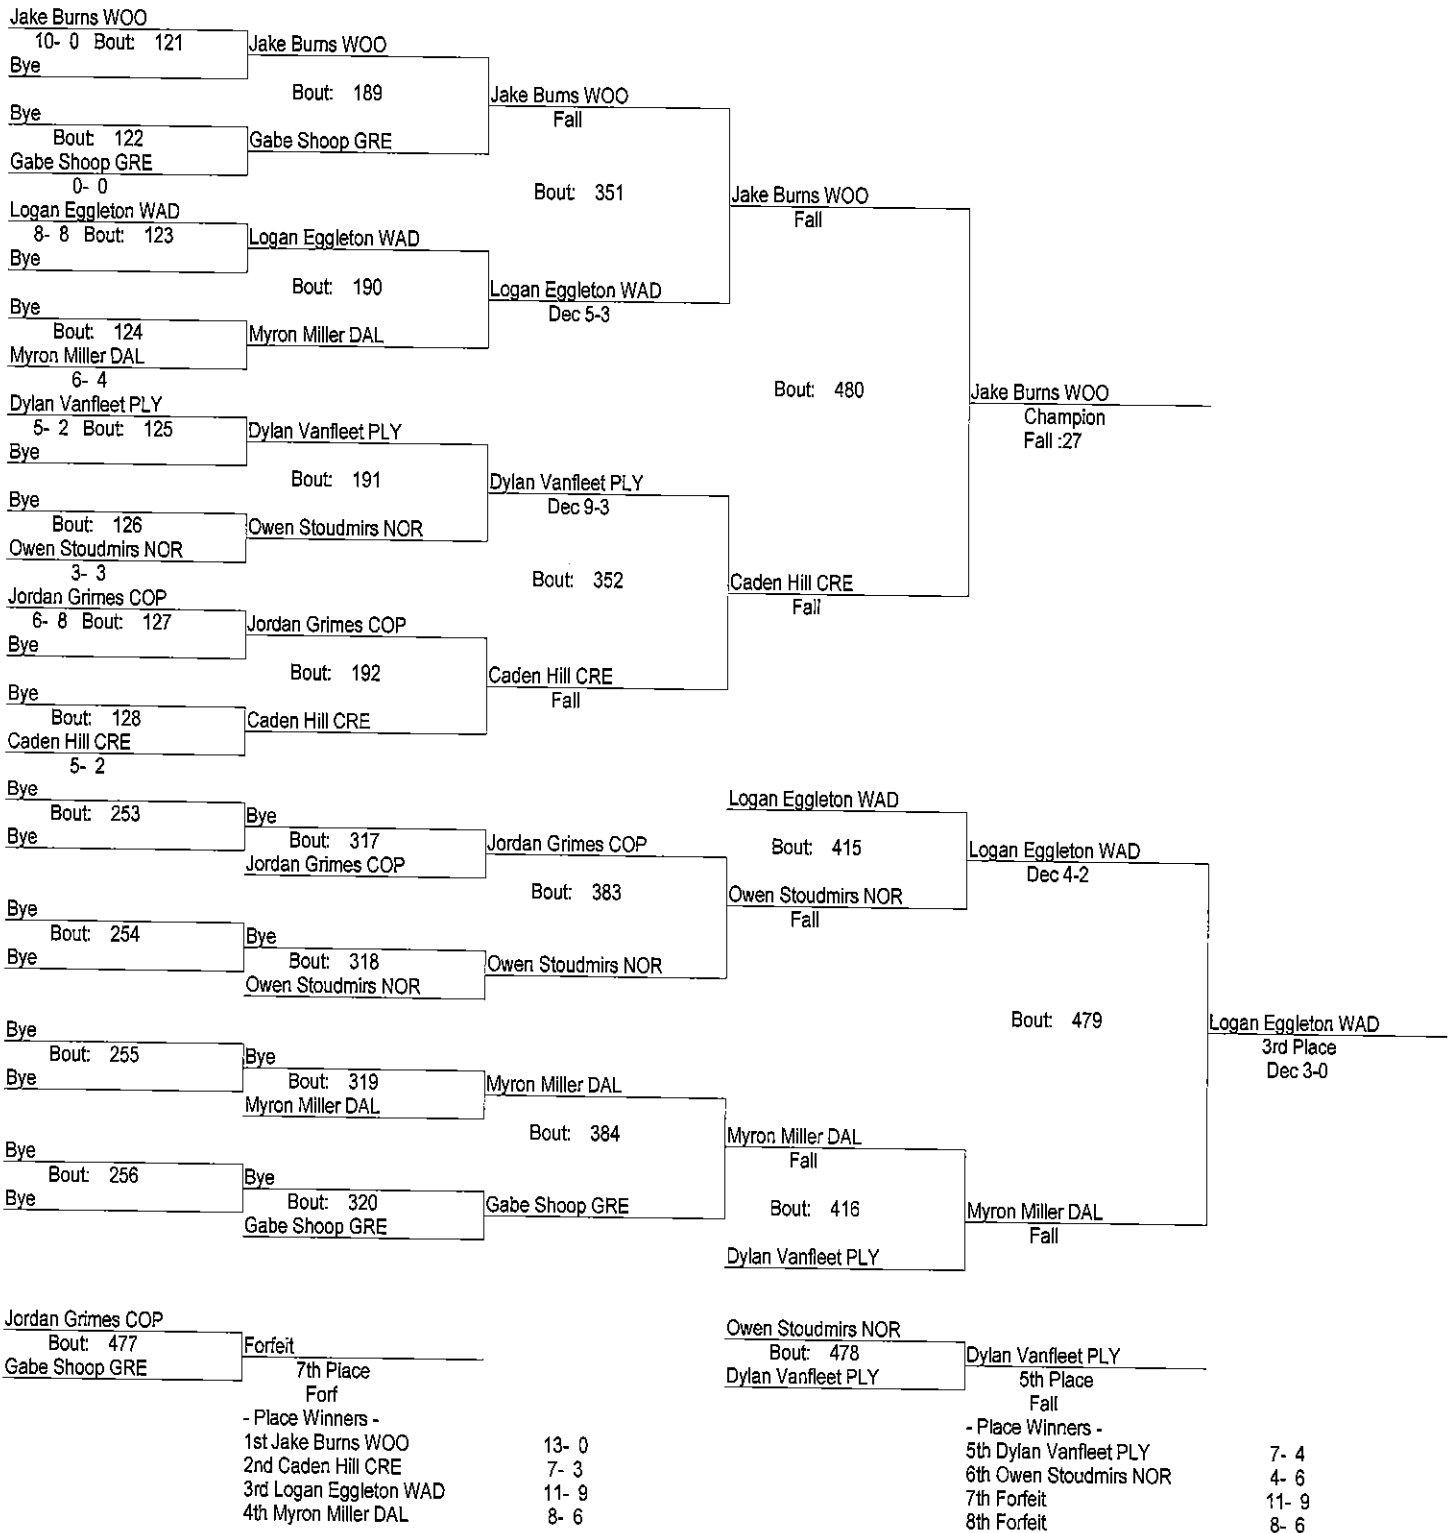 Jake Burns WOO
10- 0 Bout: 121
Bye
Jake Burns WOO
Bout: 189
Bye
Bout: 122
Gabe Shoop GRE
0- 0
Gabe Shoop GRE
Jake Burns WOO
Fall
Bout: 351
Logan Eggleton WAD
8- 8 Bout: 123
Bye
Logan Eggleton WAD
Bout: 190
Bye
Bout: 124
Myron Miller DAL
6- 4
Myron Miller DAL
Logan Eggleton WAD
Dec 5-3
Jake Burns WOO
Fall
Bout: 480
Jake Burns WOO
Champion
Fall :27
Dylan Vanfleet PLY
5- 2 Bout: 125
Bye
Dylan Vanfleet PLY
Bout: 191
Bye
Bout: 126
Owen Stoudmirs NOR
3- 3
Owen Stoudmirs NOR
Dylan Vanfleet PLY
Dec 9-3
Bout: 352
Jordan Grimes COP
6- 8 Bout: 127
Bye
Jordan Grimes COP
Bout: 192
Bye
Bout: 128
Caden Hill CRE
5- 2
Caden Hill CRE
Caden Hill CRE
Fall
Caden Hill CRE
Fall
Bye
Bout: 253
Bye
Bye
Bout: 317
Jordan Grimes COP
Jordan Grimes COP
Bout: 383
Bye
Bout: 254
Bye
Bye
Bout: 318
Owen Stoudmirs NOR
Owen Stoudmirs NOR
Logan Eggleton WAD
Bout: 415
Owen Stoudmirs NOR
Fall
Logan Eggleton WAD
Dec 4-2
Bout: 479
Logan Eggleton WAD
3rd Place
Dec 3-0
Bye
Bout: 255
Bye
Bye
Bout: 319
Myron Miller DAL
Myron Miller DAL
Bout: 384
Bye
Bout: 256
Bye
Bye
Bout: 320
Gabe Shoop GRE
Gabe Shoop GRE
Myron Miller DAL
Fall
Bout: 416
Dylan Vanfleet PLY
Myron Miller DAL
Fall
Jordan Grimes COP
Bout: 477
Gabe Shoop GRE
Forfeit
7th Place
Forf
Owen Stoudmirs NOR
Bout: 478
Dylan Vanfleet PLY
Dylan Vanfleet PLY
5th Place
Fall
- Place Winners -
1st Jake Burns WOO 13- 0
2nd Caden Hill CRE 7- 3
3rd Logan Eggleton WAD 11- 9
4th Myron Miller DAL 8- 6
- Place Winners -
5th Dylan Vanfleet PLY 7- 4
6th Owen Stoudmirs NOR 4- 6
7th Forfeit 11- 9
8th Forfeit 8- 6